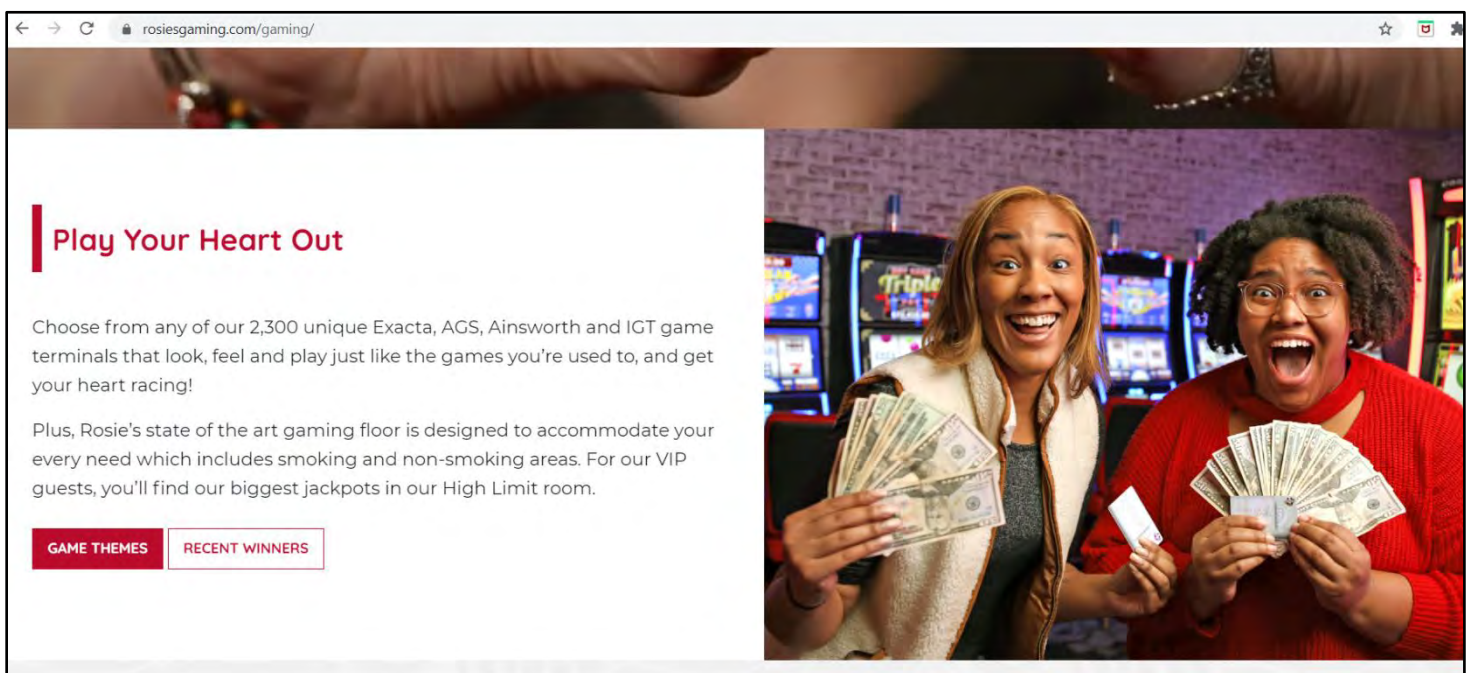 rosiesgaming.com/gaming/
Play Your Heart Out
Choose from any of our 2,300 unique Exacta, AGS, Ainsworth and IGT game
terminals that look, feel and play just like the games you’re used to, and get
your heart racing!
Plus, Rosie’s state of the art gaming floor is designed to accommodate your
every need which includes smoking and non-smoking areas. For our VIP
guests, you’ll find our biggest jackpots in our High Limit room.
GAME THEMES RECENT WINNERS
Triple